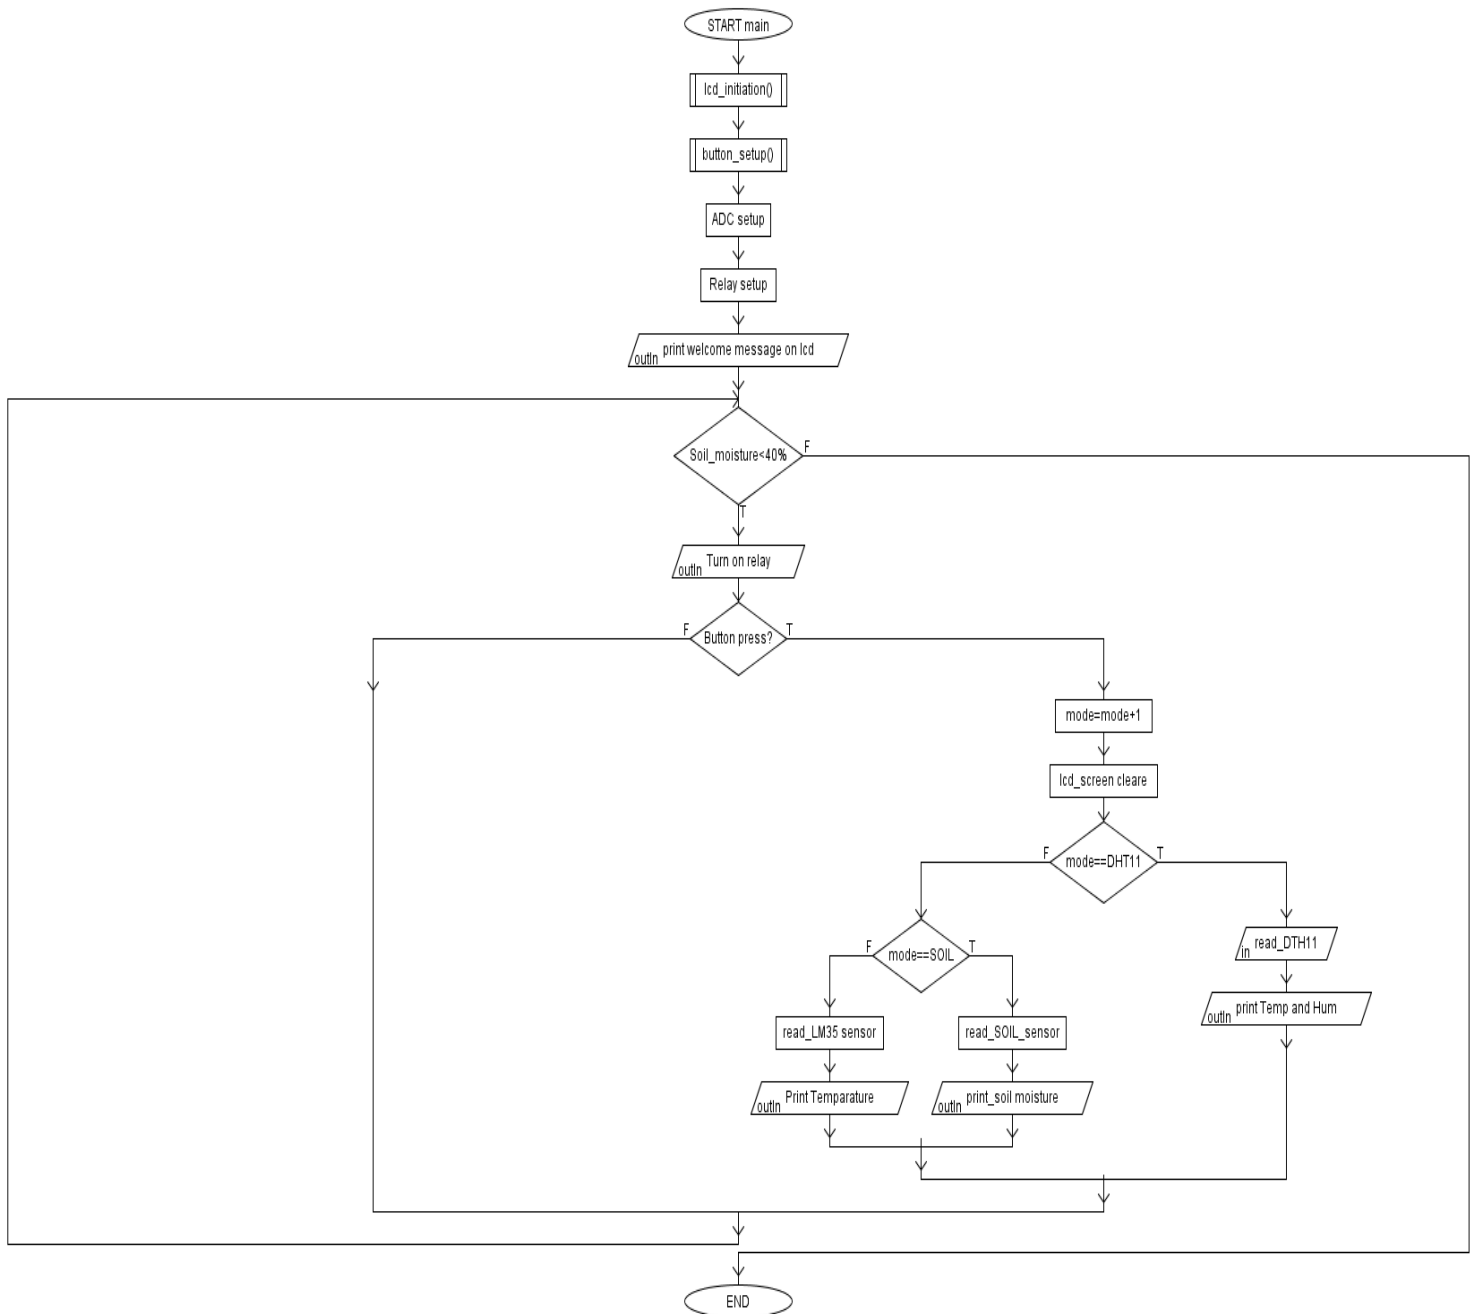 START main
lcd_initiation()
button_setup()
ADC setup
Relay setup
print welcome message on lcd
outln
Soil_moisture<40%
F
T
Turn on relay
outln
Button press?
F
T
mode=mode+1
lcd_screen cleare
mode==DHT11
F
T
mode==SOIL
F
T
read_DTH11
in
print Temp and Hum
outln
read_LM35 sensor
read_SOIL_sensor
Print Temparature
outln
print_soil moisture
outln
END